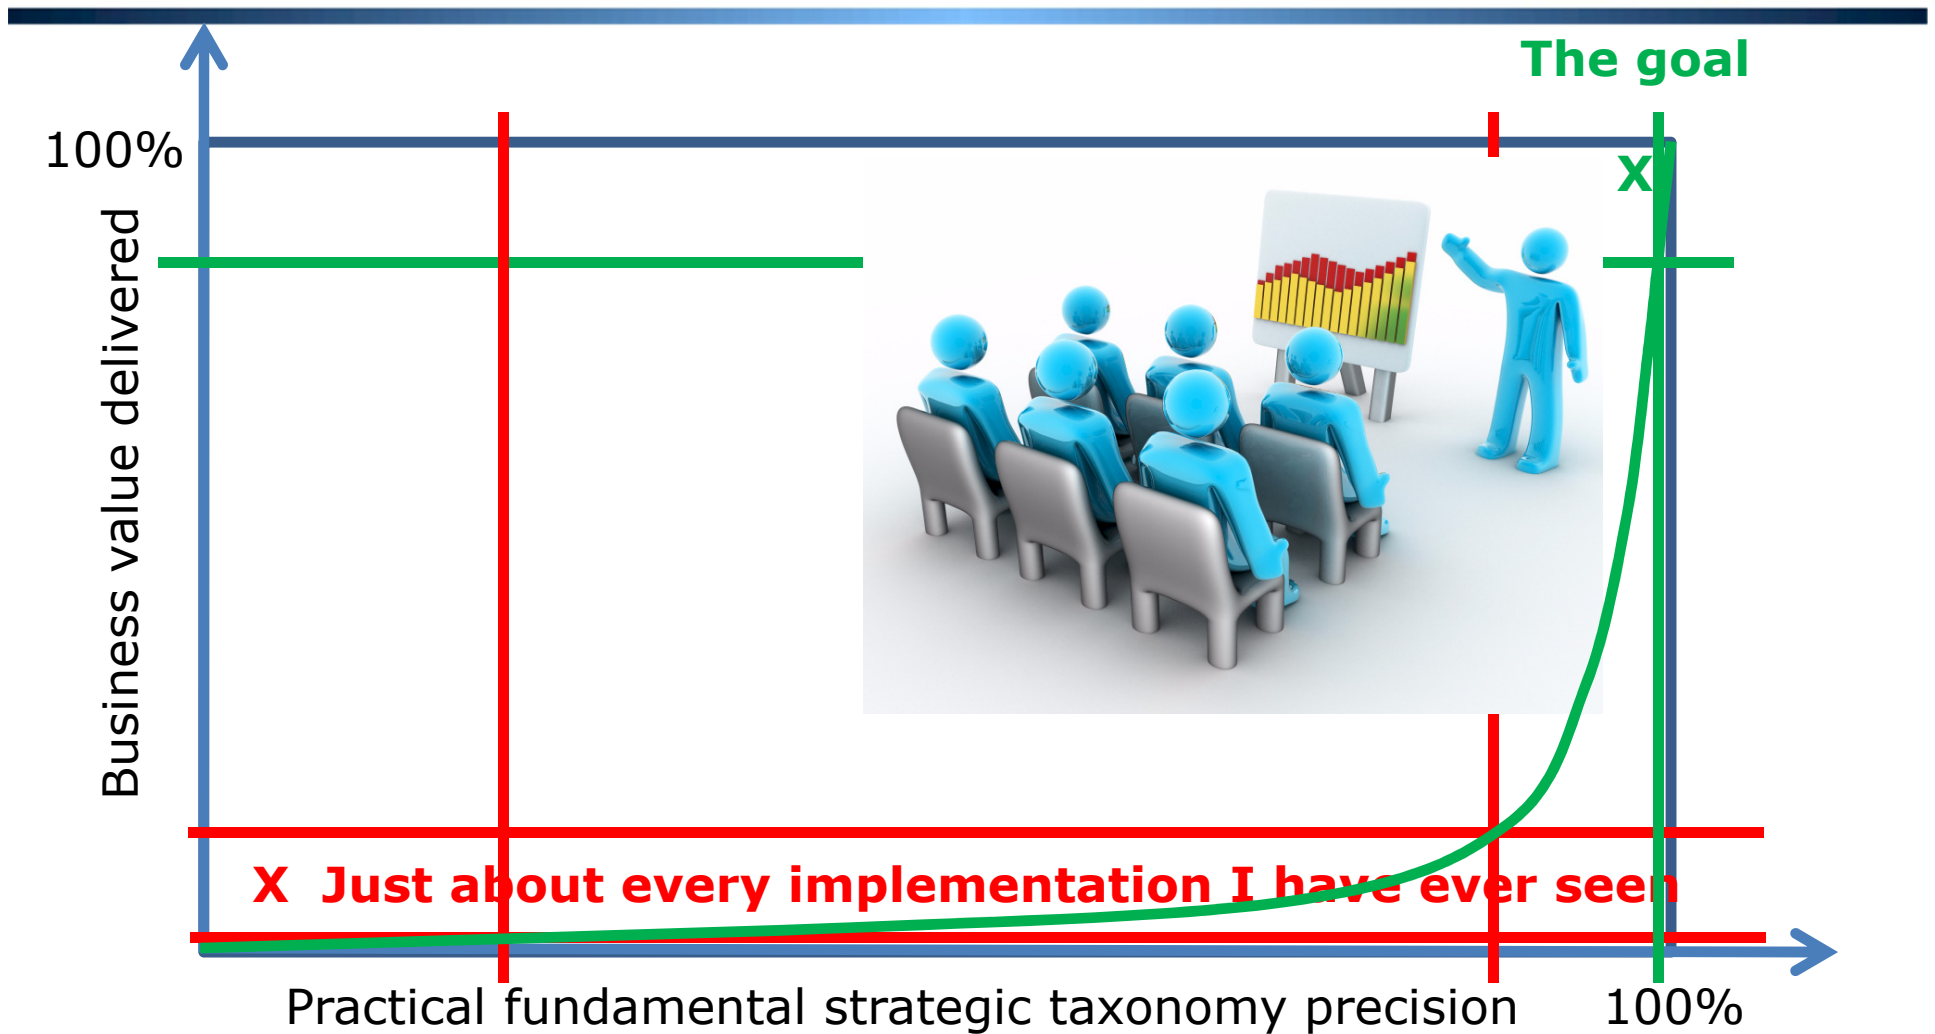 The goal
100%
X
Business value delivered
X Just about every implementation I have ever seen
Practical fundamental strategic taxonomy precision 100%